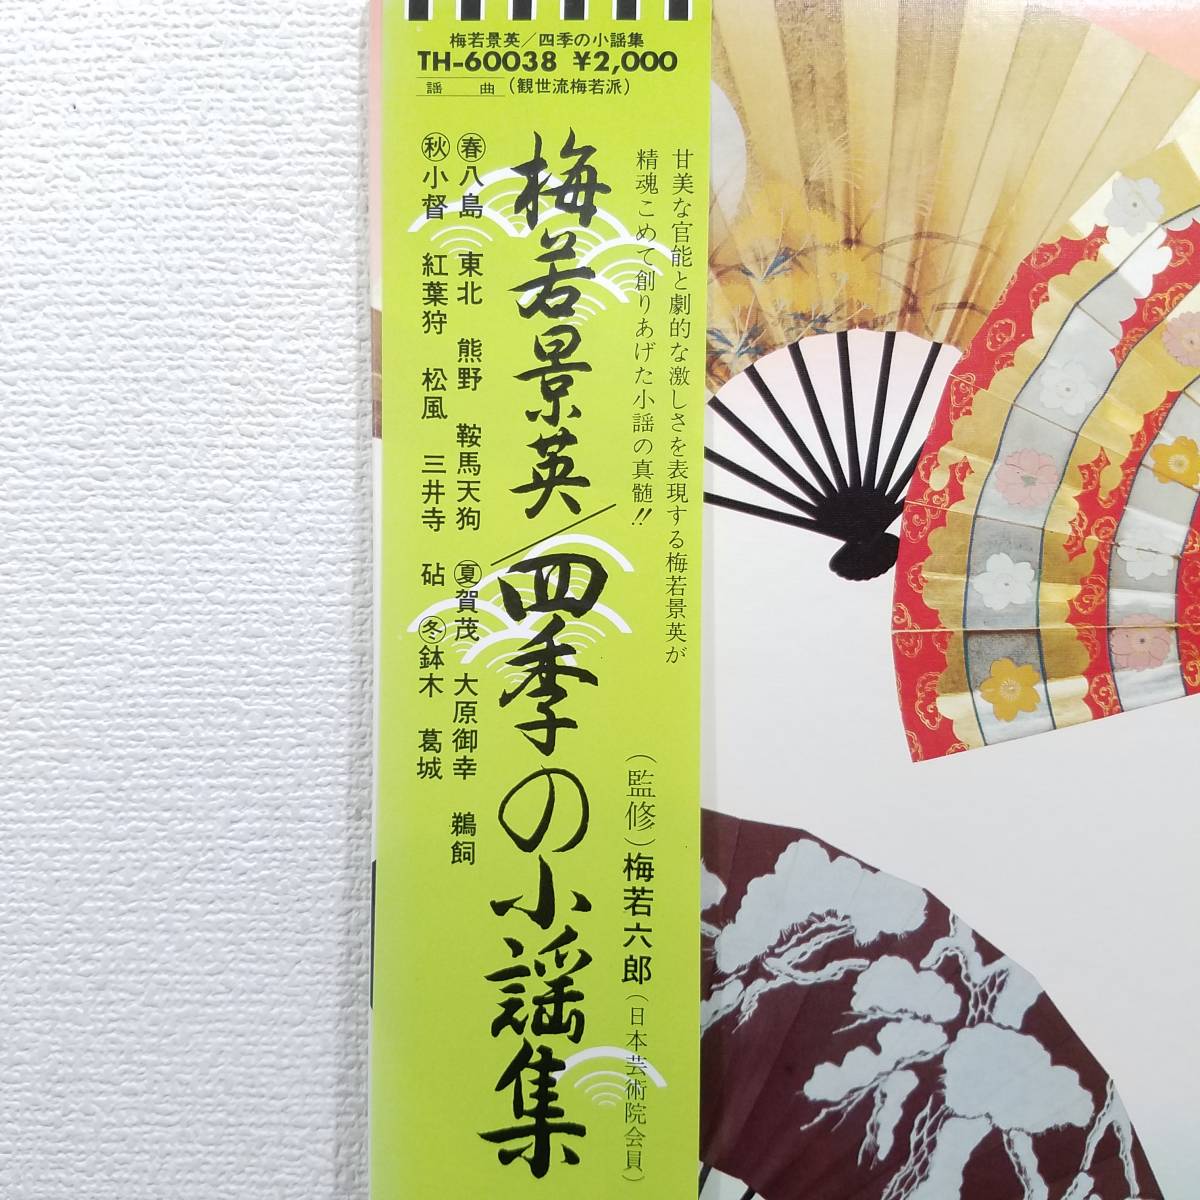 梅若景英/四季の小謡集
TH-60038 ¥2,000
謡 曲 (観世流梅若派)
甘美な官能と劇的な激しさを表現する梅若景英が
精魂こめて創りあげた小謡の真髄!!
(監修)梅若六郎(日本芸術院会員)
梅若景英/四季の小謡集
春八島 東北 熊野 鞍馬天狗 夏賀茂 大原御幸 鵜飼
秋小督 紅葉狩 松風 三井寺 砧 冬鉢木 葛城